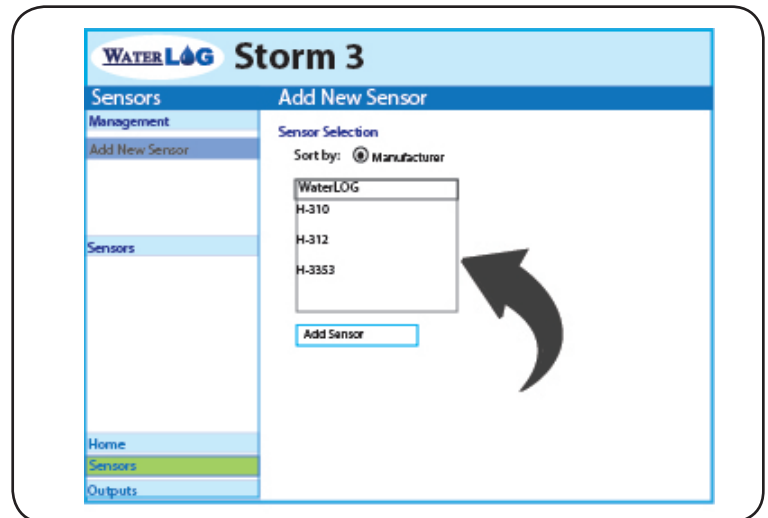 WATERLOG Storm 3
Sensors
Add New Sensor
Management
Add New Sensor
Sensors
Home
Sensors
Outputs
Sensor Selection
Sort by: Manufacturer
WaterLOG
H-310
H-312
H-3353
Add Sensor